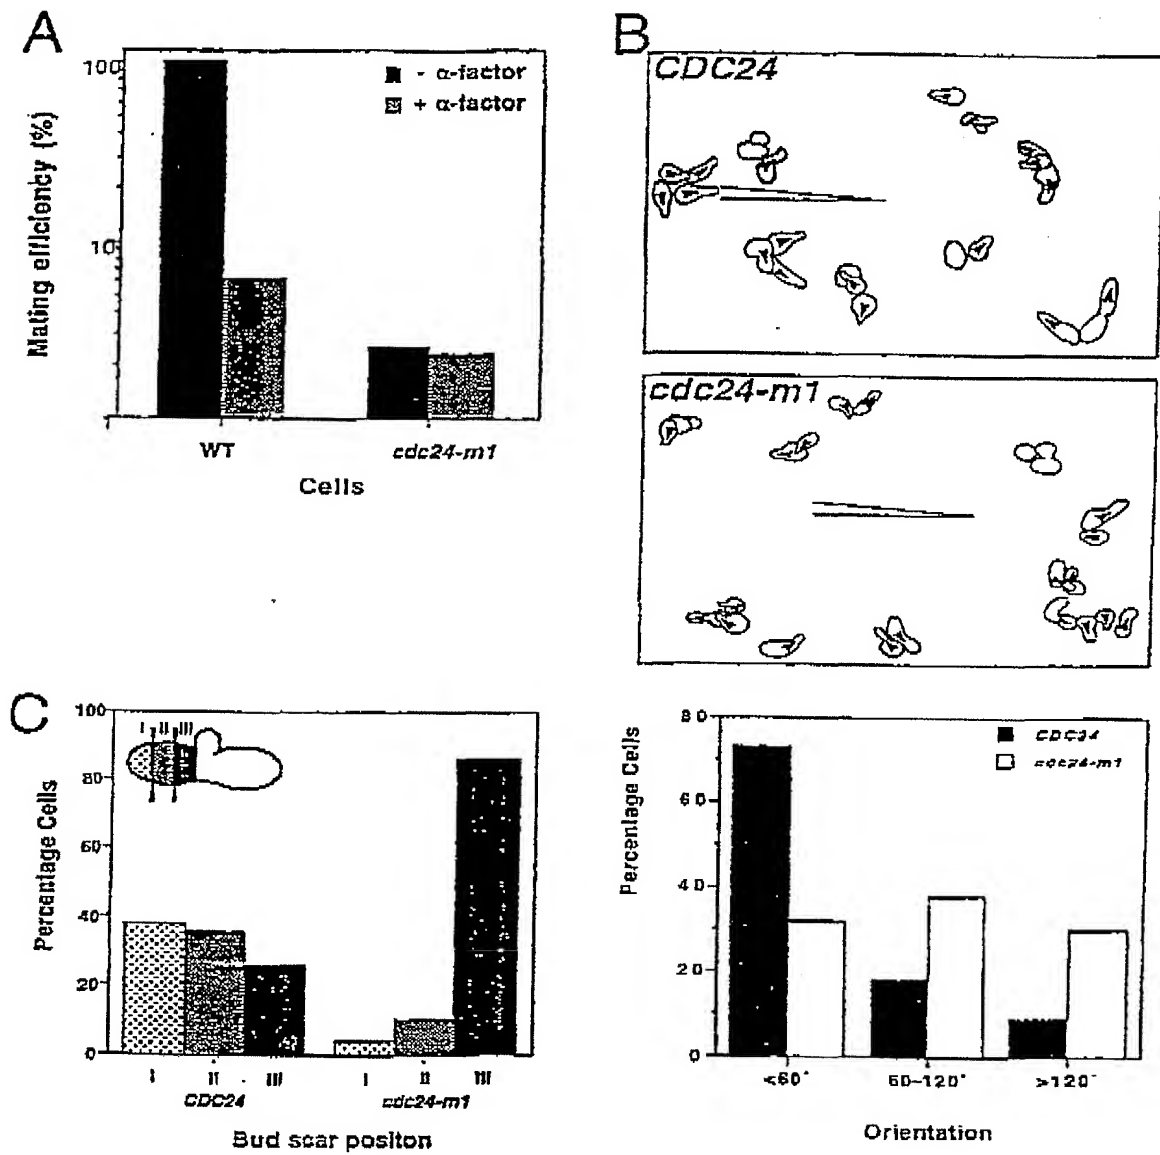 A
100
10
Mating efficiency (%)
- α-factor
+ α-factor
WT
cdc24-m1
Cells
B
CDC24
cdc24-m1
C
100
80
60
40
20
0
Percentage Cells
I II III
I II III
I II III
CDC24
cdc24-m1
Bud scar positon
80
60
40
20
0
Percentage Cells
CDC24
cdc24-m1
<60°
60-120°
>120°
Orientation